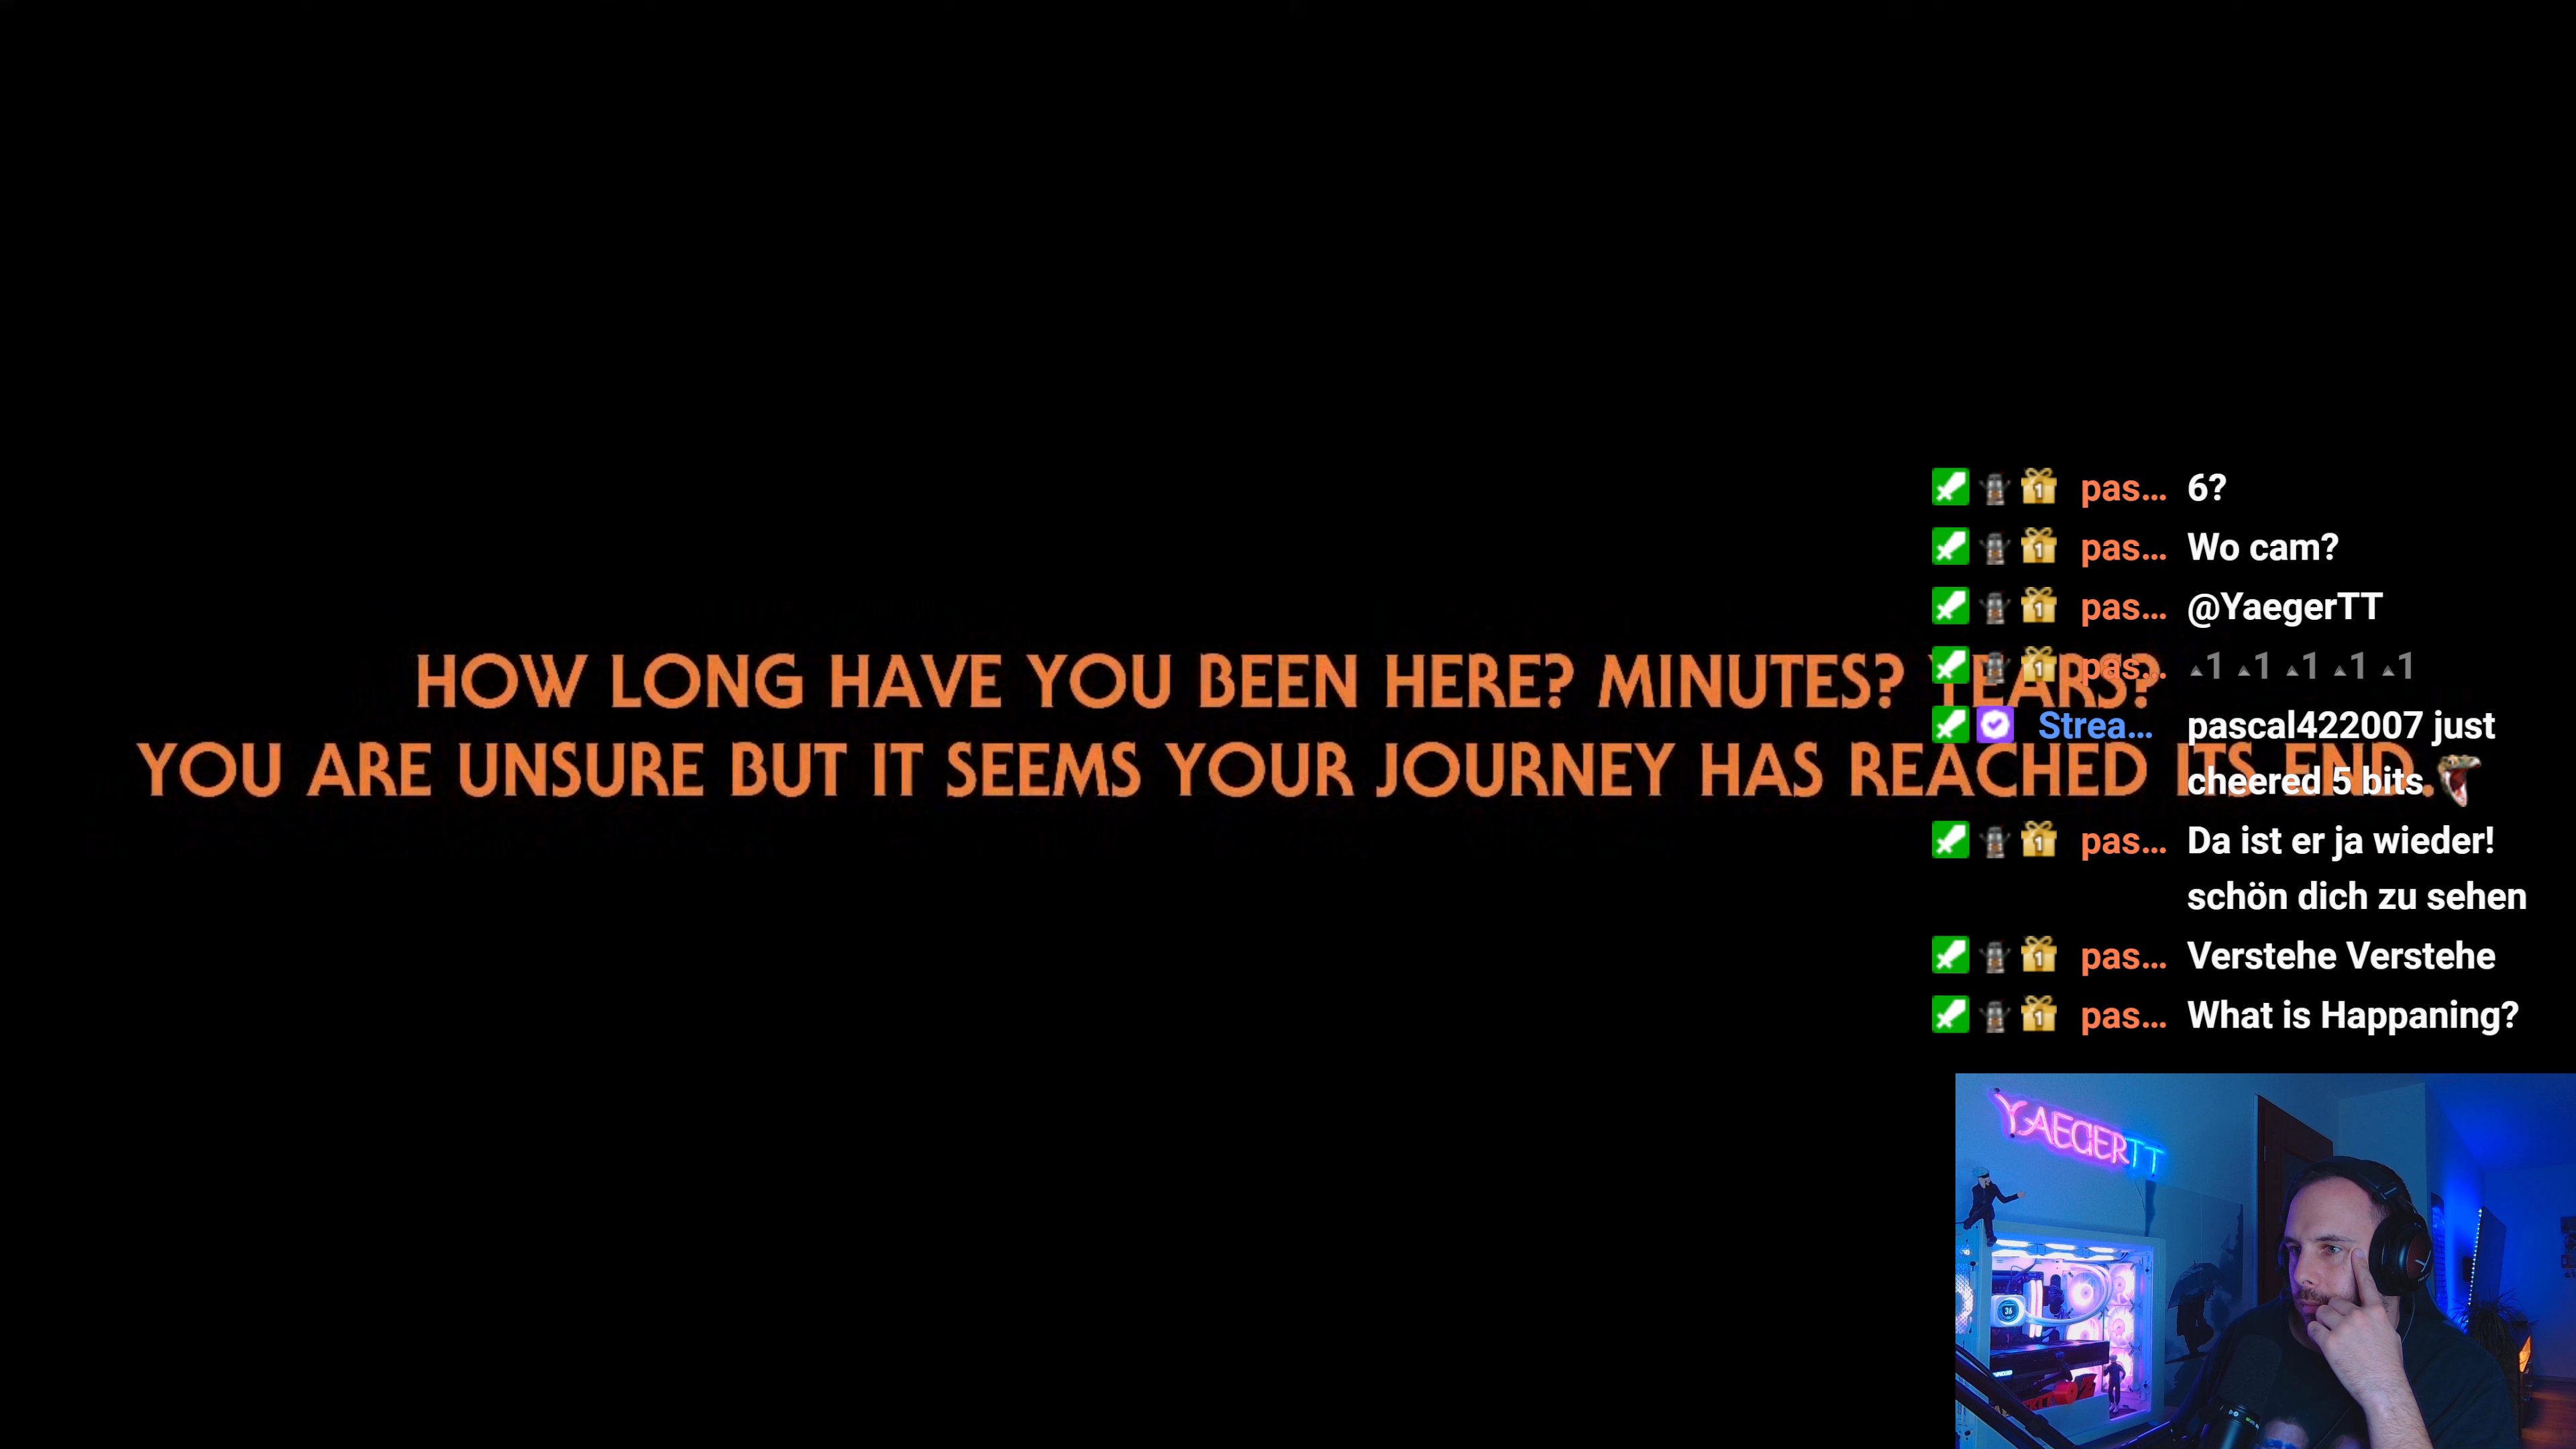 6?
pas... 6?
pas... Wo cam?
pas... @YaegerTT
HOW LONG HAVE YOU BEEN HERE? MINUTES? YEARS?
pas... 1 1 1 1 1
Strea... pascal422007 just
YOU ARE UNSURE BUT IT SEEMS YOUR JOURNEY HAS REACHED ITS END.
cheered 5 bits.
pas... Da ist er ja wieder!
schön dich zu sehen
pas... Verstehe Verstehe
pas... What is Happaning?
YAEGERTT
36